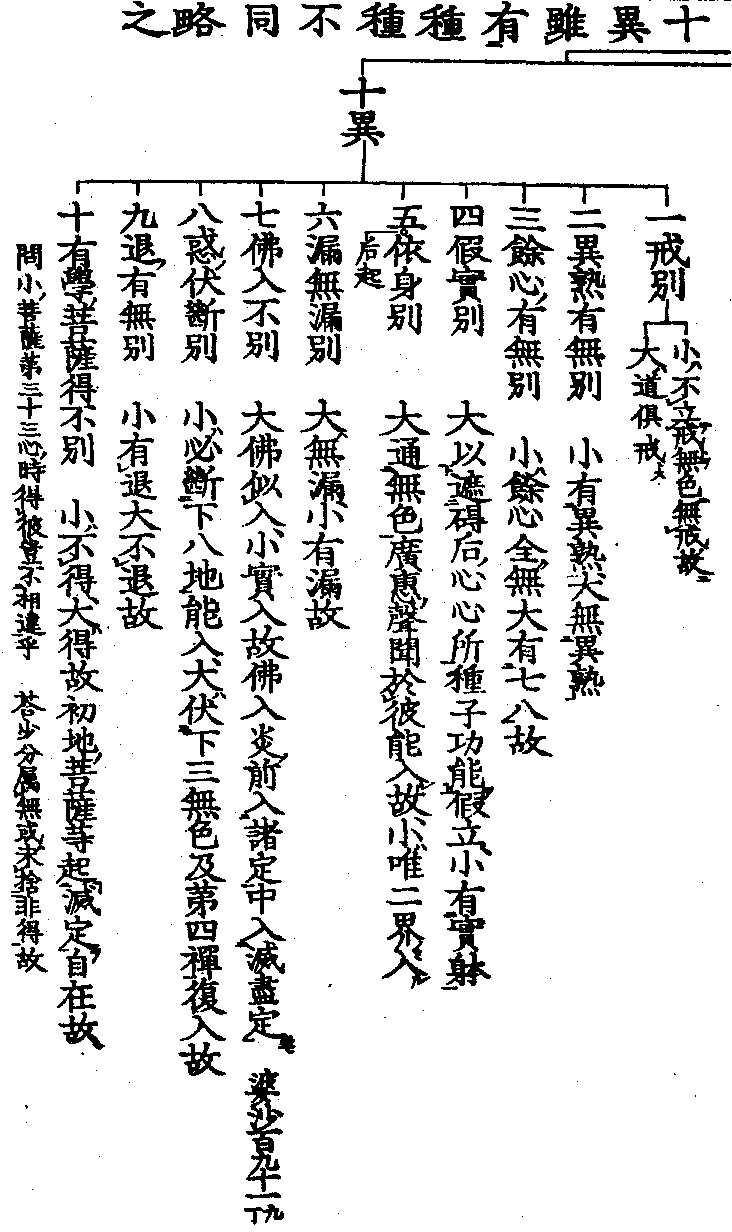 十異雖有種種不同略之
十異
一戒別
小不立戒無色無戒故
大道俱戒
二異熟有無別　小有異熟大無異熟
三餘心有無別　小餘心全無大有七八故
四假實別　大以遮碍后心心所種子功能假立小有實躰
五依身別　大通無色廣惠聲聞於彼能入故小唯二界入
后起
六漏無漏別　大無漏小有漏故
七佛入不別　大佛似入小實入故佛入炎前入諸定中入滅盡定　婆沙百九十一九丁
八惑伏斷別　小必斷下八地能入大伏下三無色及第四禪復入故
九退有無別　小有退大不退故
十有學菩薩得不別　小不得大得故初地菩薩等起滅定自在故
問小菩薩第三十三心時得彼豈不相違乎　荅少分属無或未捨非得故